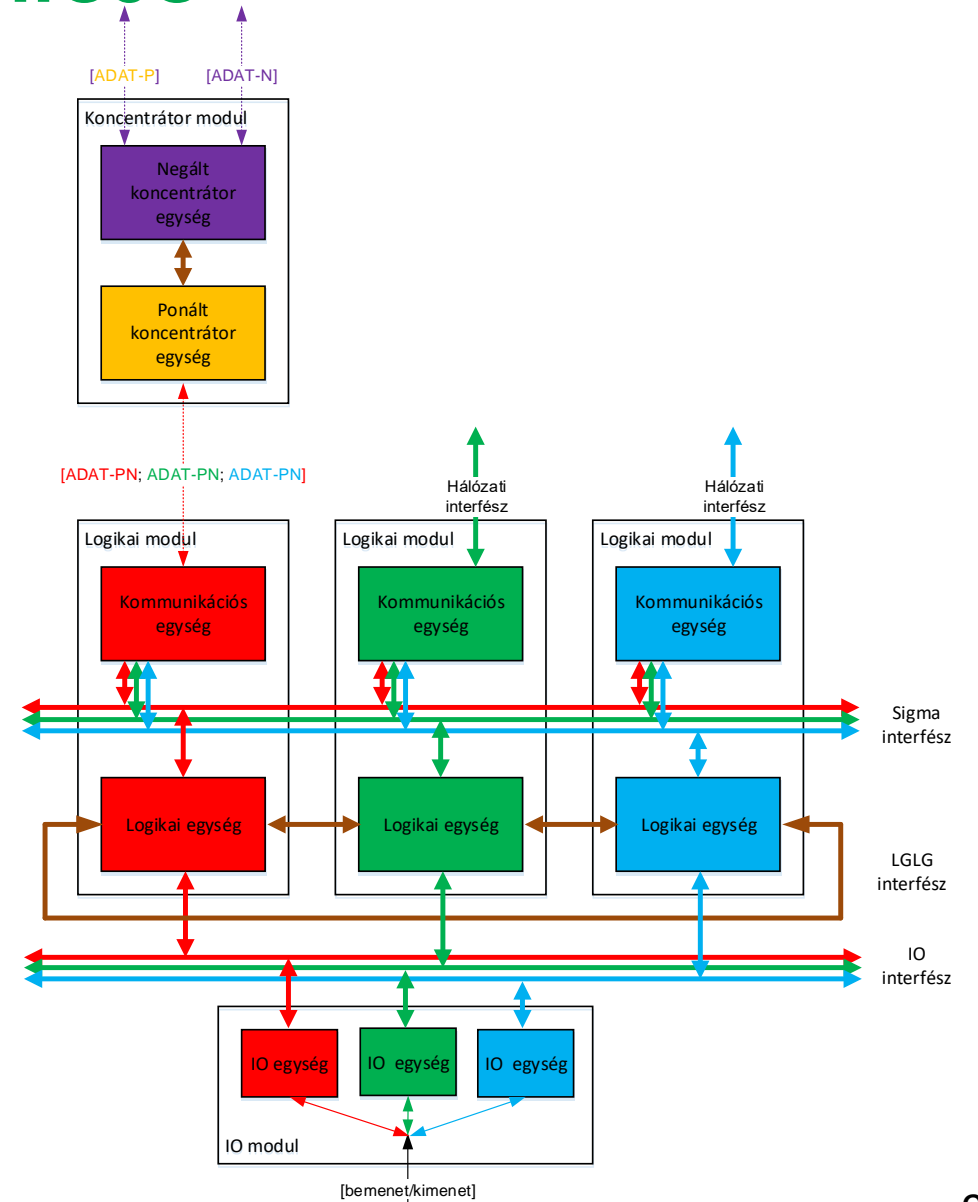 [ADAT-P]
[ADAT-N]
Koncentrátor modul
Negált
koncentrátor
egység
Ponált
koncentrátor
egység
[ADAT-PN; ADAT-PN; ADAT-PN]
Hálózati
interfész
Hálózati
interfész
Logikai modul
Logikai modul
Logikai modul
Kommunikációs
egység
Kommunikációs
egység
Kommunikációs
egység
Sigma
interfész
Logikai egység
Logikai egység
Logikai egység
LGLG
interfész
IO
interfész
IO egység
IO egység
IO egység
IO modul
[bemenet/kimenet]